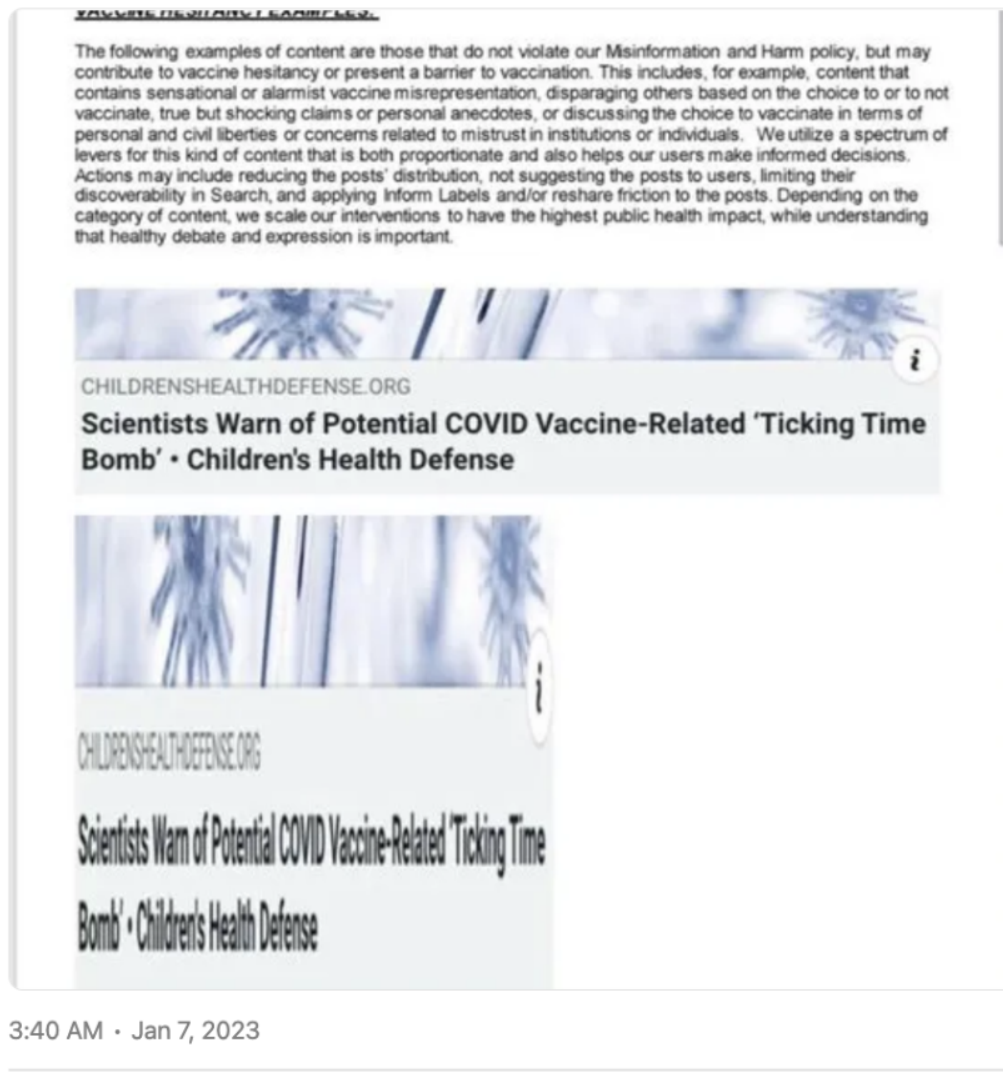 VACCINE HESITANCY EXAMPLES:
The following examples of content are those that do not violate our Misinformation and Harm policy, but may
contribute to vaccine hesitancy or present a barrier to vaccination. This includes, for example, content that
contains sensational or alarmist vaccine misrepresentation, disparaging others based on the choice to or to not
vaccinate, true but shocking claims or personal anecdotes, or discussing the choice to vaccinate in terms of
personal and civil liberties or concerns related to mistrust in institutions or individuals. We utilize a spectrum of
levers for this kind of content that is both proportionate and also helps our users make informed decisions.
Actions may include reducing the posts' distribution, not suggesting the posts to users, limiting their
discoverability in Search, and applying Inform Labels and/or reshare friction to the posts. Depending on the
category of content, we scale our interventions to have the highest public health impact, while understanding
that healthy debate and expression is important.
i
CHILDRENSHEALTHDEFENSE.ORG
Scientists Warn of Potential COVID Vaccine-Related 'Ticking Time
Bomb' • Children's Health Defense
i
CHILDRENSHEALTHDEFENSE.ORG
Scientists Warn of Potential COVID Vaccine-Related 'Ticking Time
Bomb' • Children's Health Defense
3:40 AM · Jan 7, 2023